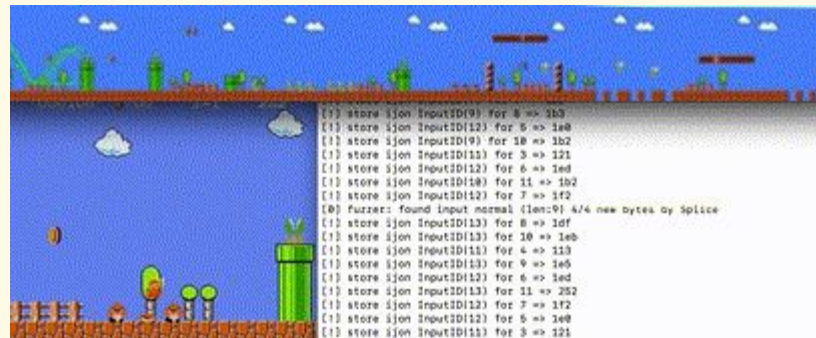 [!] store ijon InputID(9) for 6 => 1b3
[!] store ijon InputID(12) for 5 => 1e0
[!] store ijon InputID(9) for 10 => 1b2
[!] store ijon InputID(11) for 3 => 121
[!] store ijon InputID(12) for 6 => 1ed
[!] store ijon InputID(10) for 11 => 1b2
[!] store ijon InputID(12) for 7 => 1f2
[0] fuzzer: found input normal (len:9) 4/4 new bytes by Splice
[!] store ijon InputID(13) for 8 => 1df
[!] store ijon InputID(13) for 10 => 1eb
[!] store ijon InputID(11) for 4 => 113
[!] store ijon InputID(13) for 9 => 1e5
[!] store ijon InputID(12) for 6 => 1ed
[!] store ijon InputID(13) for 11 => 252
[!] store ijon InputID(12) for 7 => 1f2
[!] store ijon InputID(12) for 5 => 1e0
[!] store ijon InputID(11) for 3 => 121